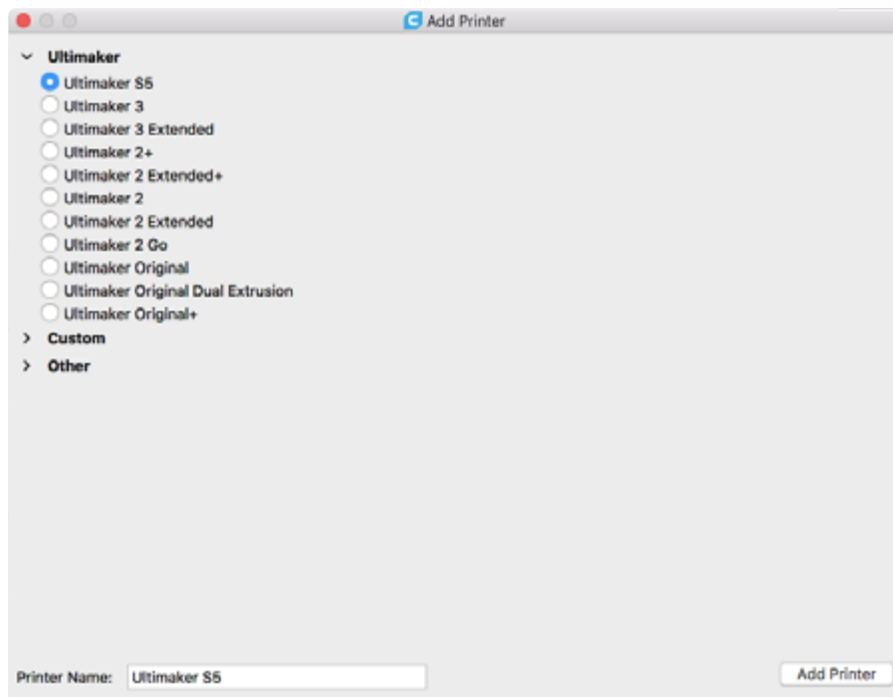 Add Printer
Ultimaker
Ultimaker S5
Ultimaker 3
Ultimaker 3 Extended
Ultimaker 2+
Ultimaker 2 Extended+
Ultimaker 2
Ultimaker 2 Extended
Ultimaker 2 Go
Ultimaker Original
Ultimaker Original Dual Extrusion
Ultimaker Original+
Custom
Other
Printer Name: Ultimaker S5 Add Printer